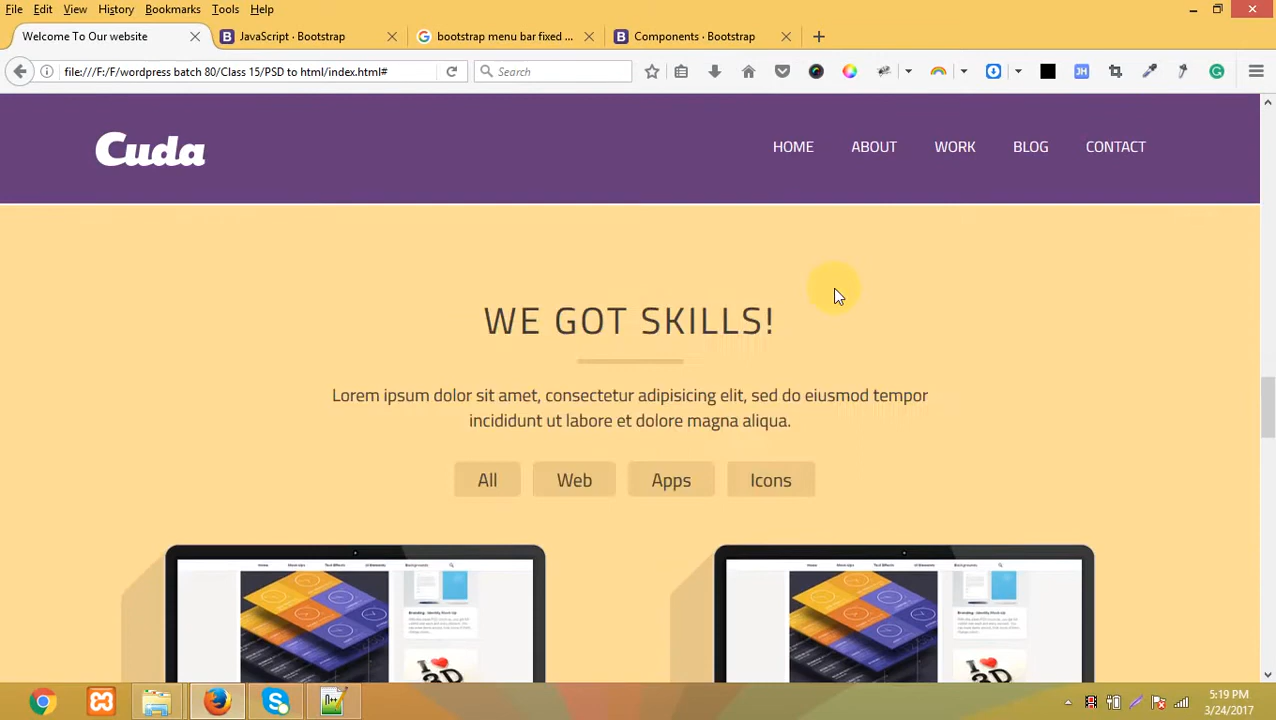 File Edit View History Bookmarks Tools Help
Welcome To Our website
JavaScript · Bootstrap
bootstrap menu bar fixed ...
Components · Bootstrap
file:///F:/F/wordpress batch 80/Class 15/PSD to html/index.html#
Search
JH
Cuda
HOME ABOUT WORK BLOG CONTACT
WE GOT SKILLS!
Lorem ipsum dolor sit amet, consectetur adipisicing elit, sed do eiusmod tempor
incididunt ut labore et dolore magna aliqua.
All Web Apps Icons
I
3D
I
3D
5:19 PM
3/24/2017